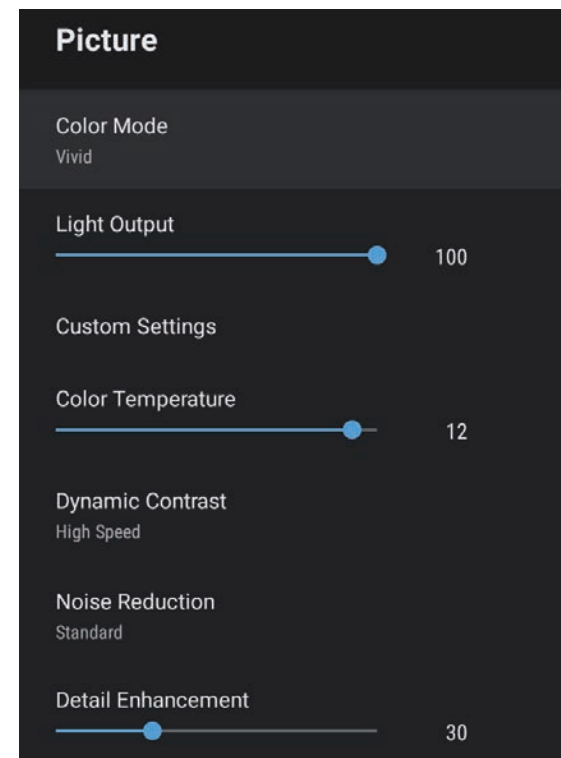 Picture
Color Mode
Vivid
Light Output
100
Custom Settings
Color Temperature
12
Dynamic Contrast
High Speed
Noise Reduction
Standard
Detail Enhancement
30